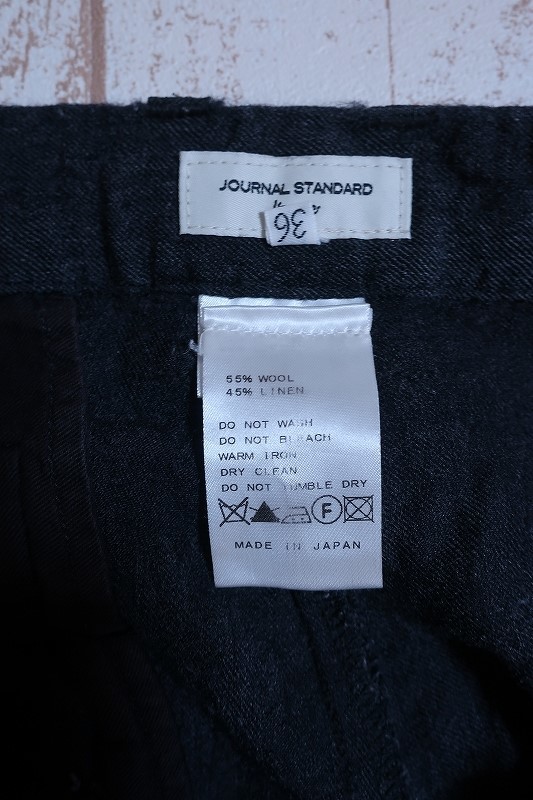 JOURNAL STANDARD
"36"
55% WOOL
45% LINEN
DO NOT WASH
DO NOT BLEACH
WARM IRON
DRY CLEAN
DO NOT TUMBLE DRY
F
MADE IN JAPAN